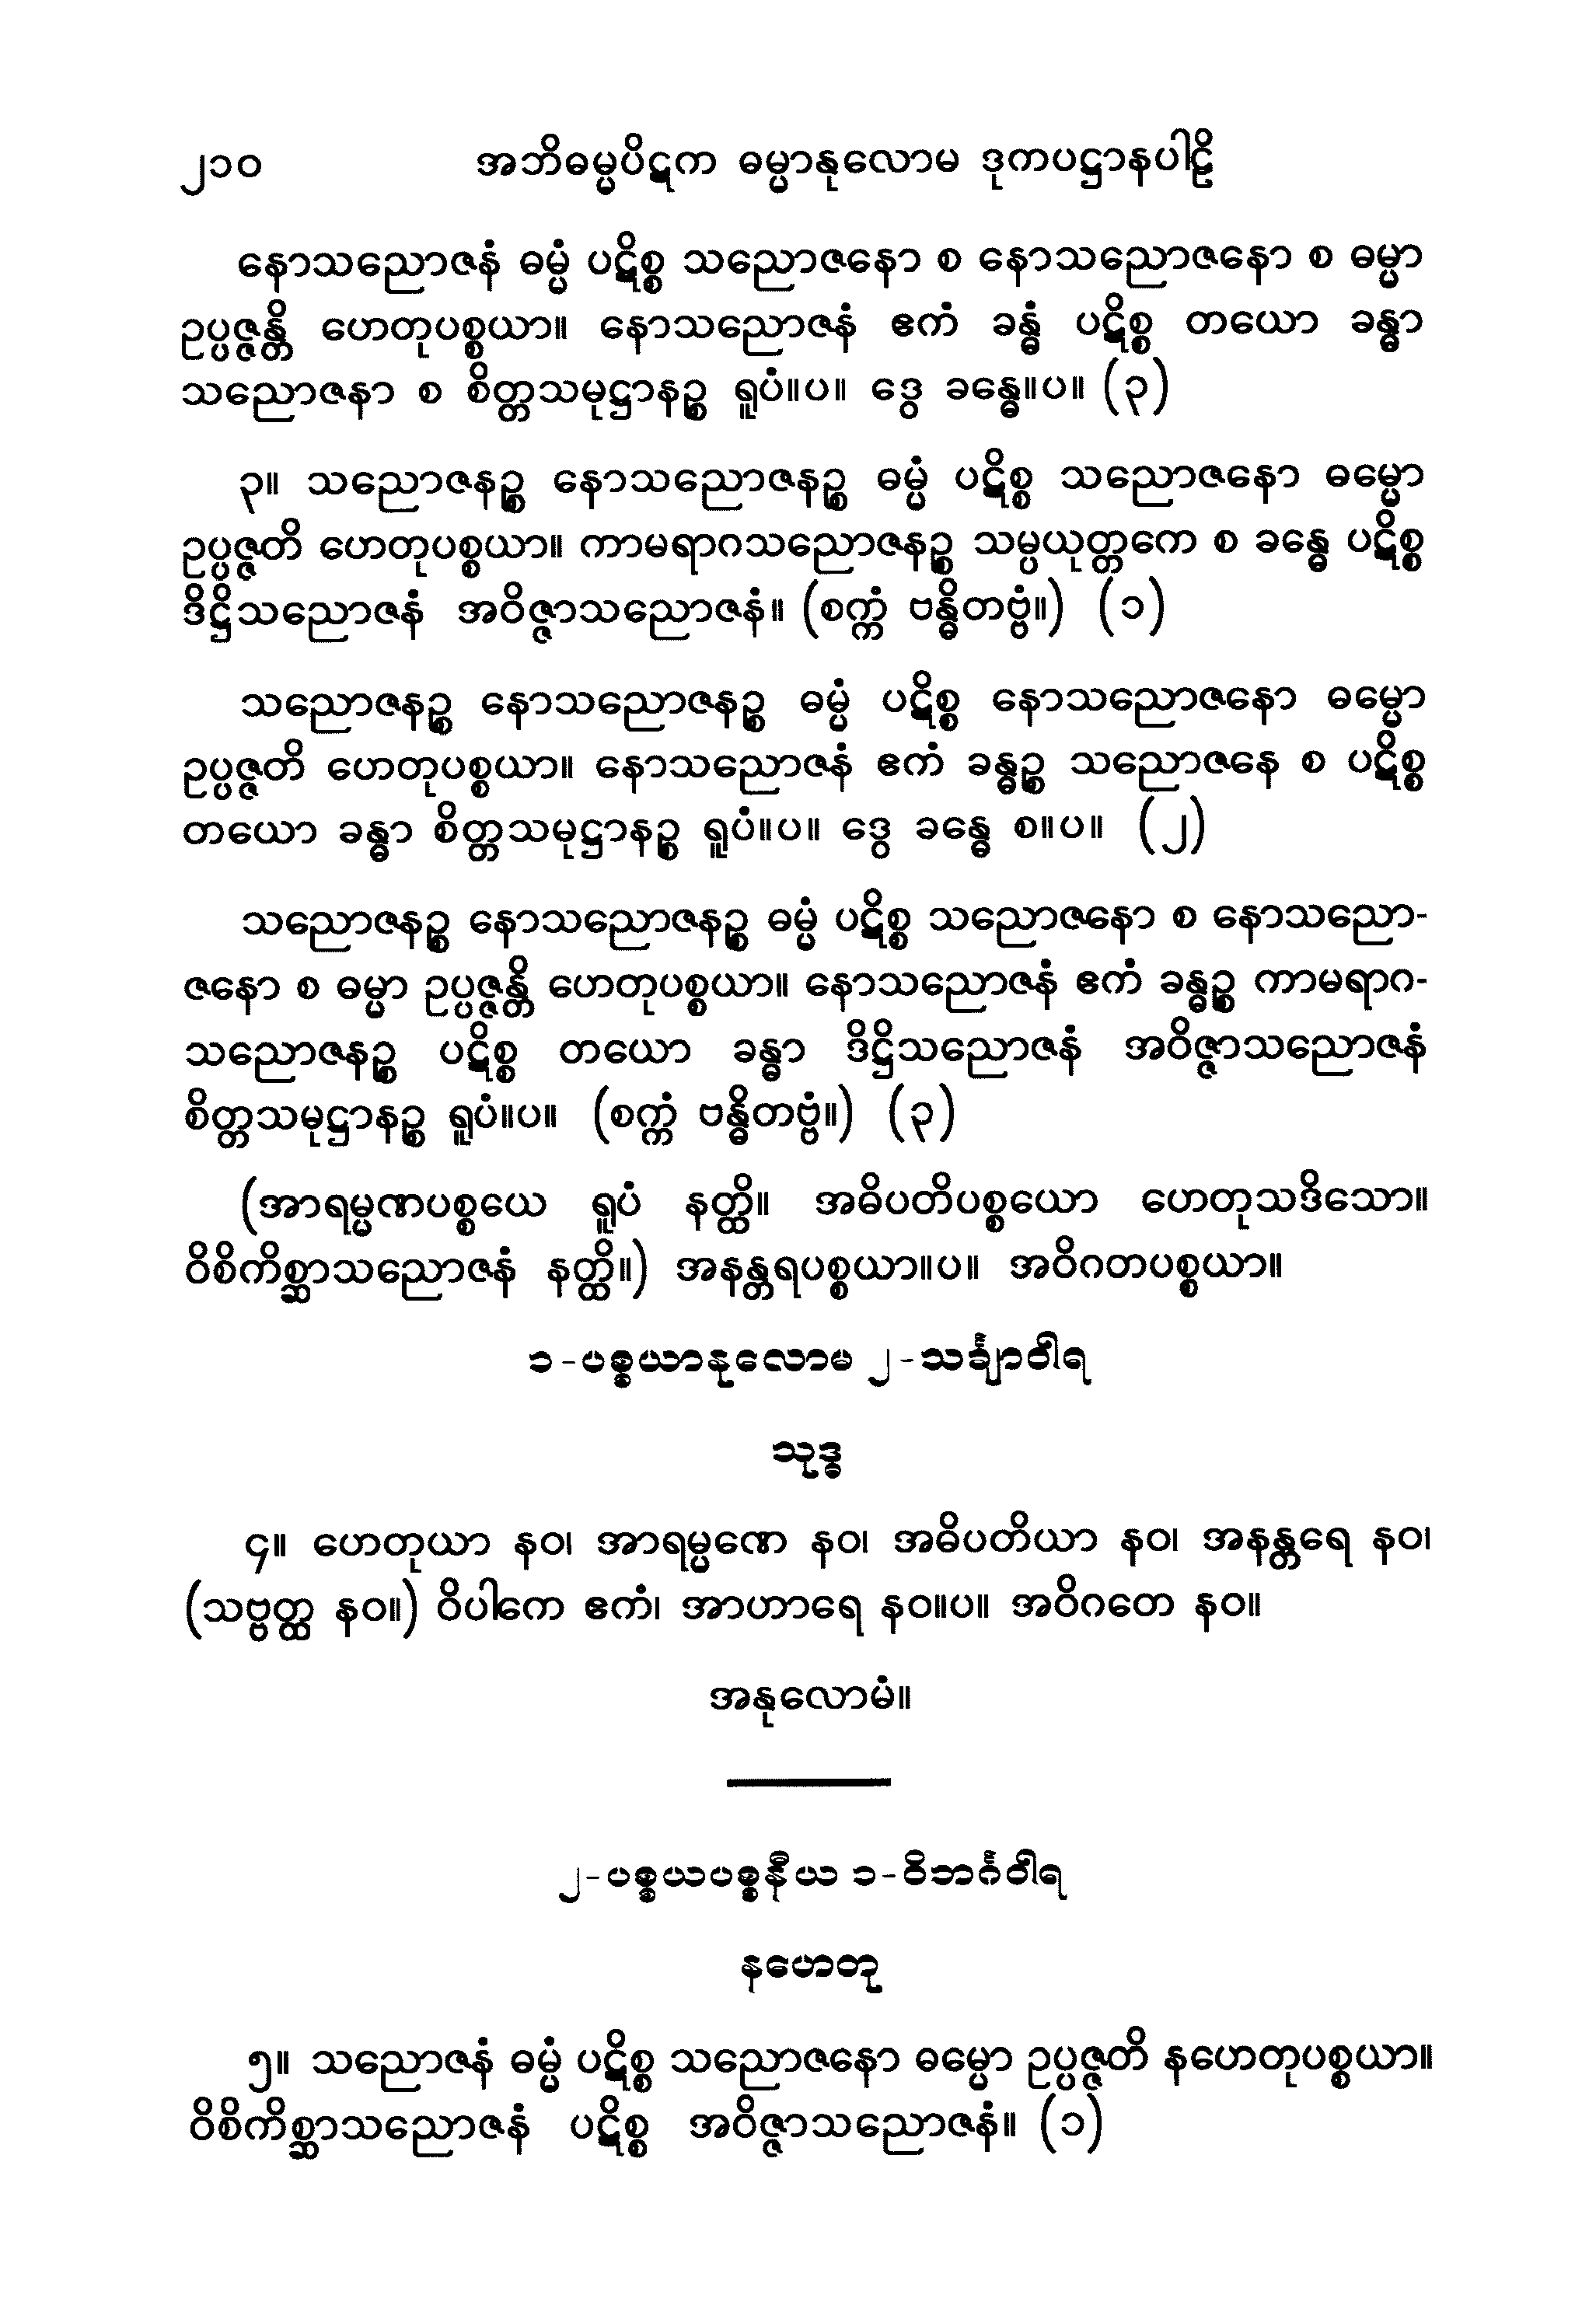 ၂၁၀ အဘိဓမ္မပိဋက ဓမ္မာနုလောမ ဒုကပဋ္ဌာနပါဠိ
နောသညောဇနံ ဓမ္မံ ပဋိစ္စ သညောဇနော စ နောသညောဇနော စ ဓမ္မာ
ဥပ္ပဇ္ဇန္တိ ဟေတုပစ္စယာ။ နောသညောဇနံ ဧကံ ခန္ဓံ ပဋိစ္စ တယော ခန္ဓာ
သညောဇနာ စ စိတ္တသမုဋ္ဌာနဉ္စ ရူပံ။ပ။ ဒွေ ခန္ဓေ။ပ။ (၃)
၃။ သညောဇနဉ္စ နောသညောဇနဉ္စ ဓမ္မံ ပဋိစ္စ သညောဇနော ဓမ္မော
ဥပ္ပဇ္ဇတိ ဟေတုပစ္စယာ။ ကာမရာဂသညောဇနဉ္စ သမ္ပယုတ္တကေ စ ခန္ဓေ ပဋိစ္စ
ဒိဋ္ဌိသညောဇနံ အဝိဇ္ဇာသညောဇနံ။ (စက္ကံ ဗန္ဓိတဗ္ဗံ။) (၁)
သညောဇနဉ္စ နောသညောဇနဉ္စ ဓမ္မံ ပဋိစ္စ နောသညောဇနော ဓမ္မော
ဥပ္ပဇ္ဇတိ ဟေတုပစ္စယာ။ နောသညောဇနံ ဧကံ ခန္ဓဉ္စ သညောဇနေ စ ပဋိစ္စ
တယော ခန္ဓာ စိတ္တသမုဋ္ဌာနဉ္စ ရူပံ။ပ။ ဒွေ ခန္ဓေ စ။ပ။ (၂)
သညောဇနဉ္စ နောသညောဇနဉ္စ ဓမ္မံ ပဋိစ္စ သညောဇနော စ နောသညော-
ဇနော စ ဓမ္မာ ဥပ္ပဇ္ဇန္တိ ဟေတုပစ္စယာ။ နောသညောဇနံ ဧကံ ခန္ဓဉ္စ ကာမရာဂ-
သညောဇနဉ္စ ပဋိစ္စ တယော ခန္ဓာ ဒိဋ္ဌိသညောဇနံ အဝိဇ္ဇာသညောဇနံ
စိတ္တသမုဋ္ဌာနဉ္စ ရူပံ။ပ။ (စက္ကံ ဗန္ဓိတဗ္ဗံ။) (၃)
(အာရမ္မဏပစ္စယေ ရူပံ နတ္ထိ။ အဓိပတိပစ္စယော ဟေတုသဒိသော။
ဝိစိကိစ္ဆာသညောဇနံ နတ္ထိ။) အနန္တရပစ္စယာ။ပ။ အဝိဂတပစ္စယာ။
၁-ပစ္စယာနုလောမ ၂-သင်္ချာဝါရ
သုဒ္ဓ
၄။ ဟေတုယာ နဝ၊ အာရမ္မဏေ နဝ၊ အဓိပတိယာ နဝ၊ အနန္တရေ နဝ၊
(သဗ္ဗတ္ထ နဝ။) ဝိပါကေ ဧကံ၊ အာဟာရေ နဝ။ပ။ အဝိဂတေ နဝ။
အနုလောမံ။
၂-ပစ္စယပစ္စနီယ ၁-ဝိဘင်္ဂဝါရ
နဟေတု
၅။ သညောဇနံ ဓမ္မံ ပဋိစ္စ သညောဇနော ဓမ္မော ဥပ္ပဇ္ဇတိ နဟေတုပစ္စယာ။
ဝိစိကိစ္ဆာသညောဇနံ ပဋိစ္စ အဝိဇ္ဇာသညောဇနံ။ (၁)